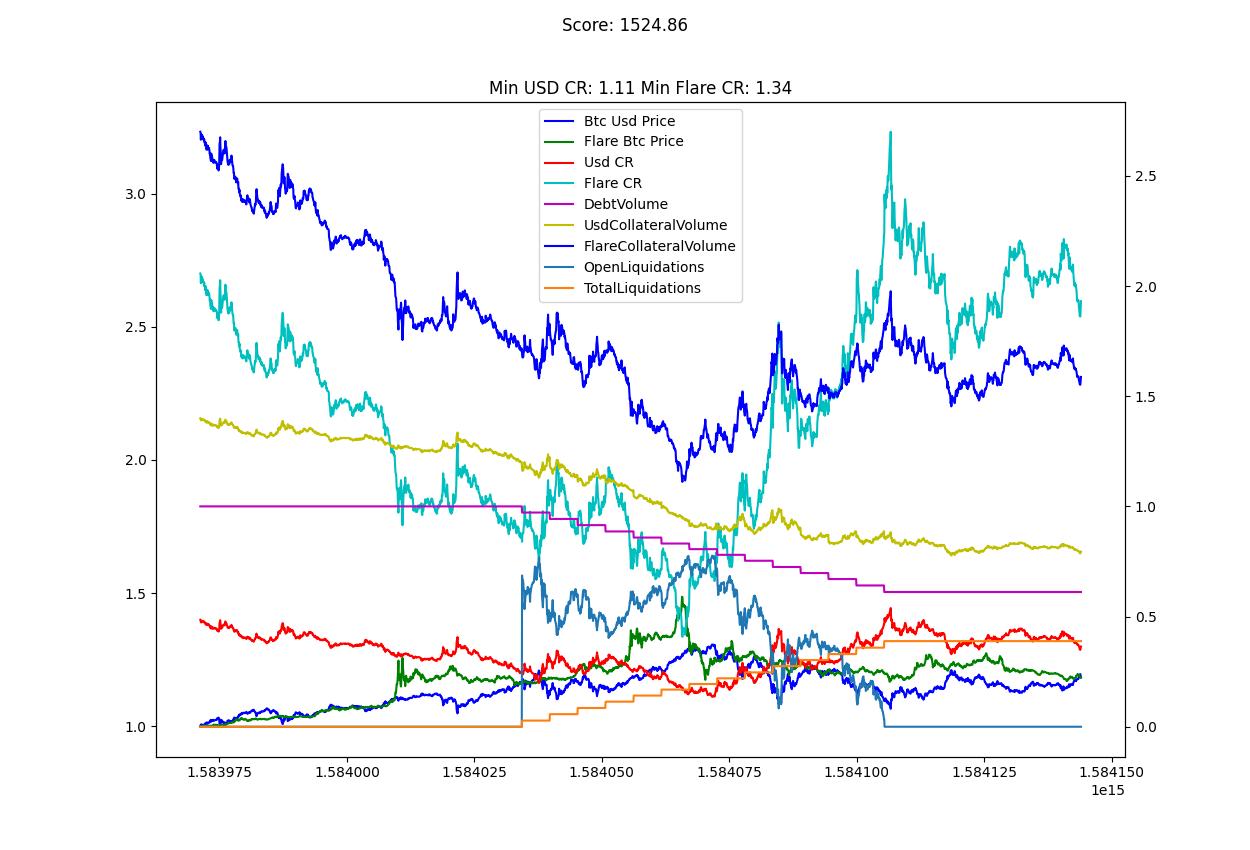 Score: 1524.86
Min USD CR: 1.11 Min Flare CR: 1.34
Btc Usd Price
Flare Btc Price
Usd CR
Flare CR
DebtVolume
UsdCollateralVolume
FlareCollateralVolume
OpenLiquidations
TotalLiquidations
3.0
2.5
2.0
1.5
1.0
2.5
2.0
1.5
1.0
0.5
0.0
1.583975
1.584000
1.584025
1.584050
1.584075
1.584100
1.584125
1.584150
1e15